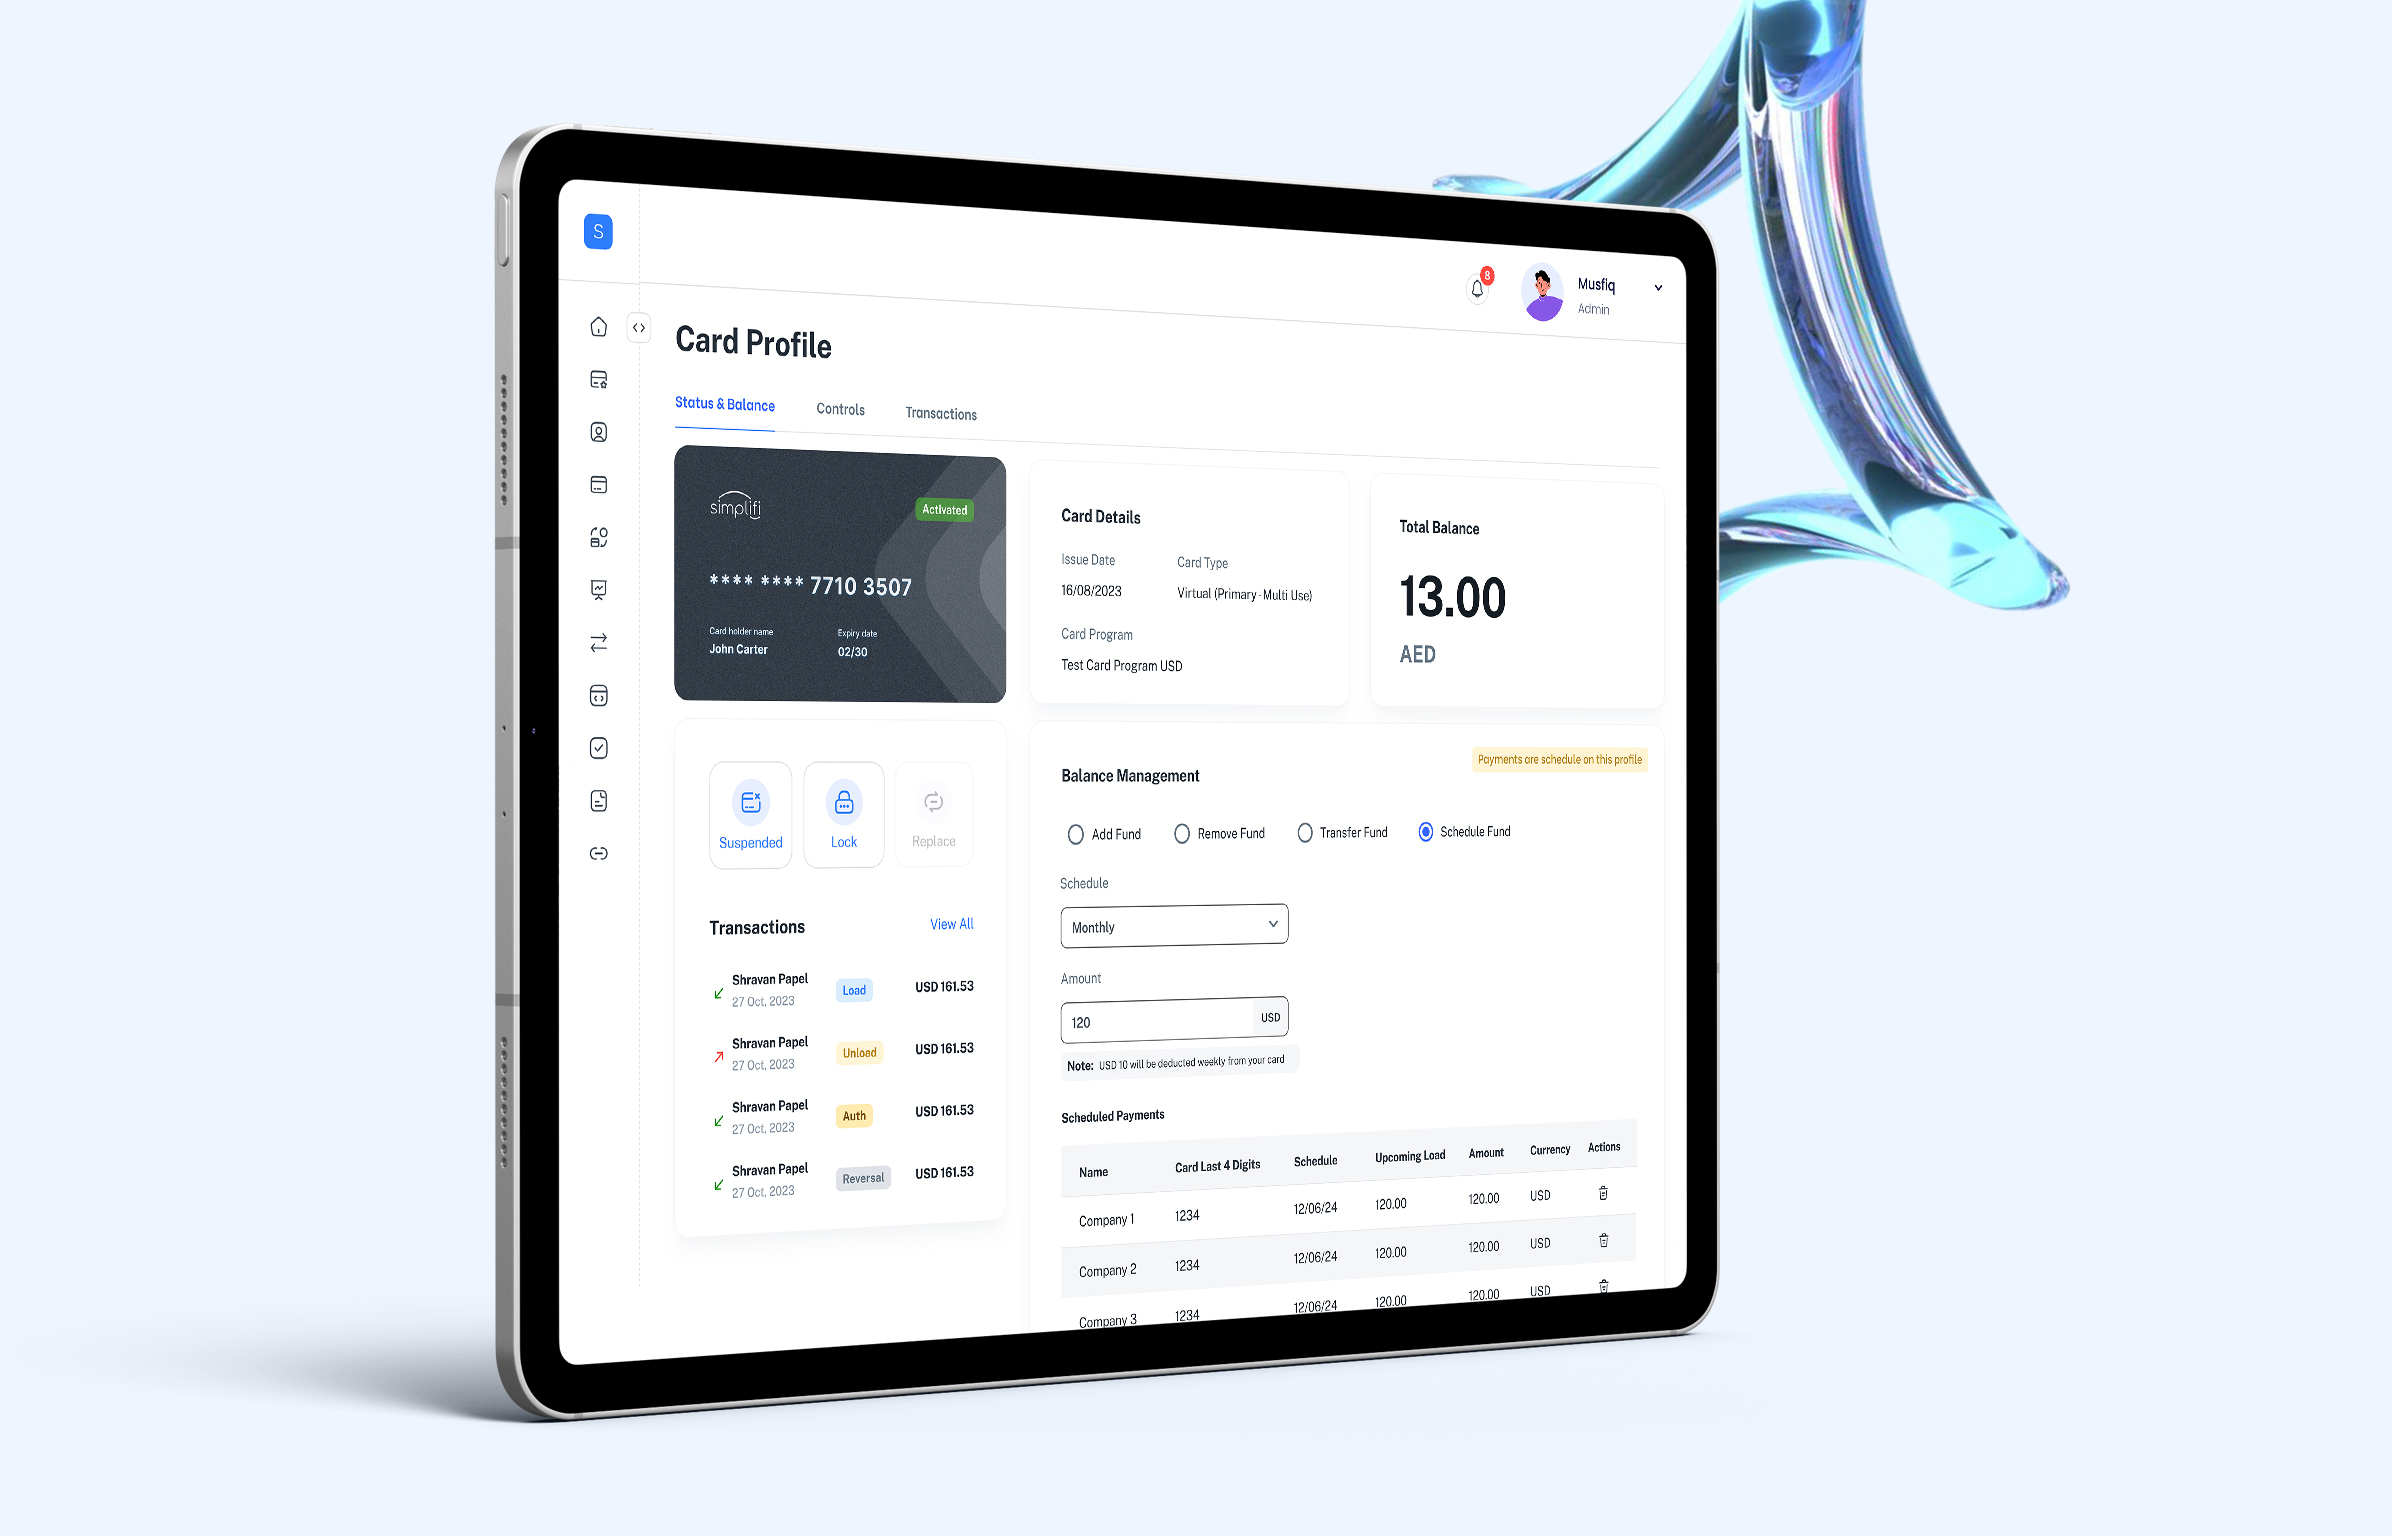 S
8
Musfiq
Admin
Card Profile
Status & Balance
Controls
Transactions
simplifi
Activated
**** **** 7710 3507
Card holder name
John Carter
Expiry date
02/30
Card Details
Issue Date
Card Type
16/08/2023
Virtual (Primary - Multi Use)
Card Program
Test Card Program USD
Total Balance
13.00
AED
Suspended
Lock
Replace
Transactions
View All
Shravan Papel
27 Oct, 2023
Load
USD 161.53
Shravan Papel
27 Oct, 2023
Unload
USD 161.53
Shravan Papel
27 Oct, 2023
Auth
USD 161.53
Shravan Papel
27 Oct, 2023
Reversal
USD 161.53
Payments are schedule on this profile
Balance Management
Add Fund
Remove Fund
Transfer Fund
Schedule Fund
Schedule
Monthly
Amount
120
USD
Note: USD 10 will be deducted weekly from your card
Scheduled Payments
Name Card Last 4 Digits Schedule Upcoming Load Amount Currency Actions
Company 1 1234 12/06/24 120.00 120.00 USD
Company 2 1234 12/06/24 120.00 120.00 USD
Company 3 1234 12/06/24 120.00 120.00 USD